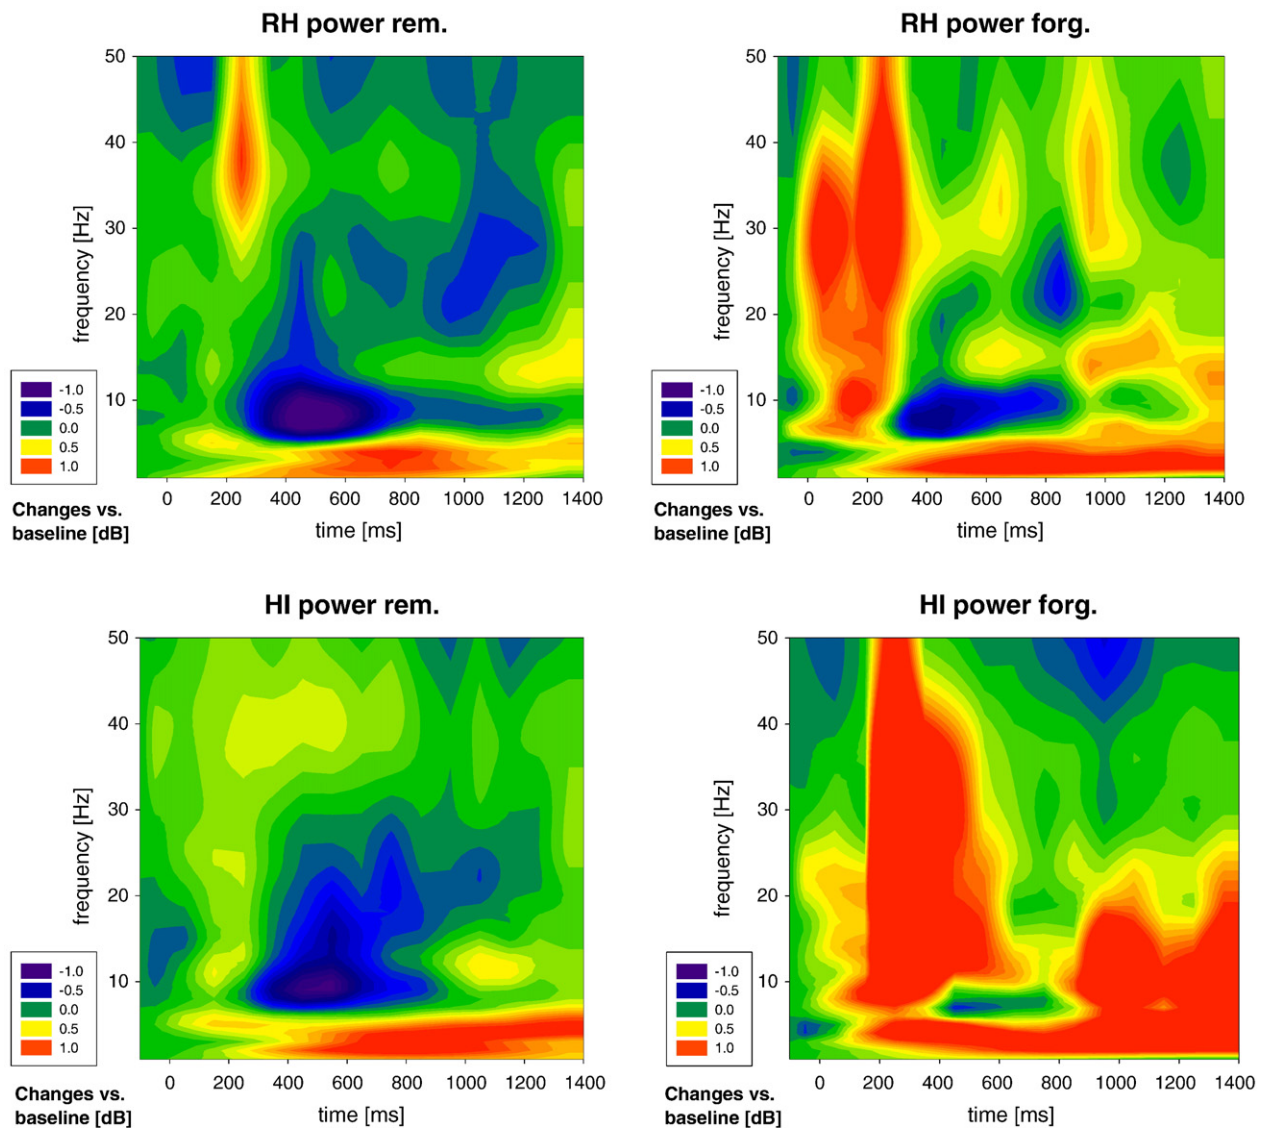 RH power rem.
50
40
30
20
10
frequency [Hz]
0 200 400 600 800 1000 1200 1400
time [ms]
-1.0
-0.5
0.0
0.5
1.0
Changes vs.
baseline [dB]
RH power forg.
50
40
30
20
10
frequency [Hz]
0 200 400 600 800 1000 1200 1400
time [ms]
-1.0
-0.5
0.0
0.5
1.0
Changes vs.
baseline [dB]
HI power rem.
50
40
30
20
10
frequency [Hz]
0 200 400 600 800 1000 1200 1400
time [ms]
-1.0
-0.5
0.0
0.5
1.0
Changes vs.
baseline [dB]
HI power forg.
50
40
30
20
10
frequency [Hz]
0 200 400 600 800 1000 1200 1400
time [ms]
-1.0
-0.5
0.0
0.5
1.0
Changes vs.
baseline [dB]